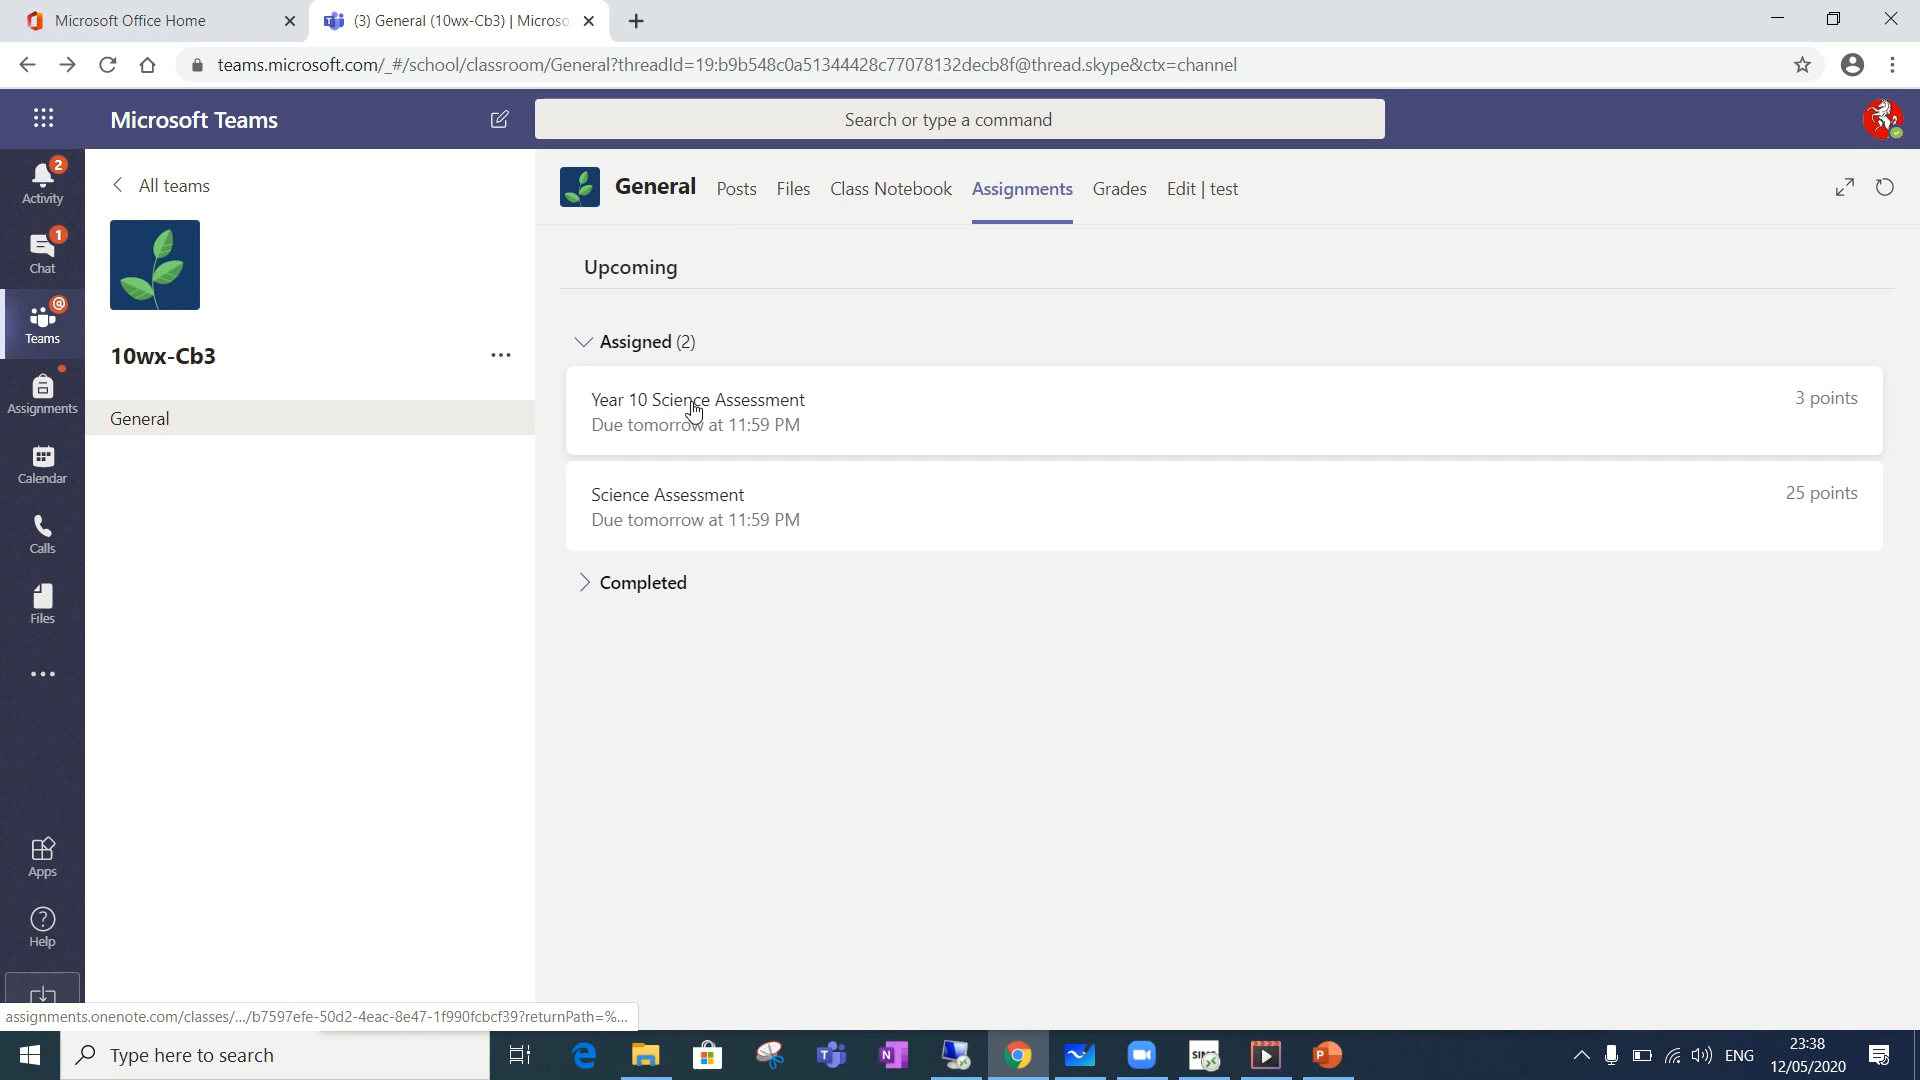 Microsoft Office Home
(3) General (10wx-Cb3) | Microso
teams.microsoft.com/_#/school/classroom/General?threadId=19:b9b548c0a51344428c77078132decb8f@thread.skype&ctx=channel
Microsoft Teams
Search or type a command
2
Activity
1
Chat
@
Teams
Assignments
Calendar
Calls
Files
Apps
Help
All teams
10wx-Cb3
General
General
Posts
Files
Class Notebook
Assignments
Grades
Edit | test
Upcoming
Assigned (2)
Year 10 Science Assessment
3 points
Due tomorrow at 11:59 PM
Science Assessment
25 points
Due tomorrow at 11:59 PM
Completed
assignments.onenote.com/classes/.../b7597efe-50d2-4eac-8e47-1f990fcbcf39?returnPath=%...
Type here to search
ENG
23:38
12/05/2020